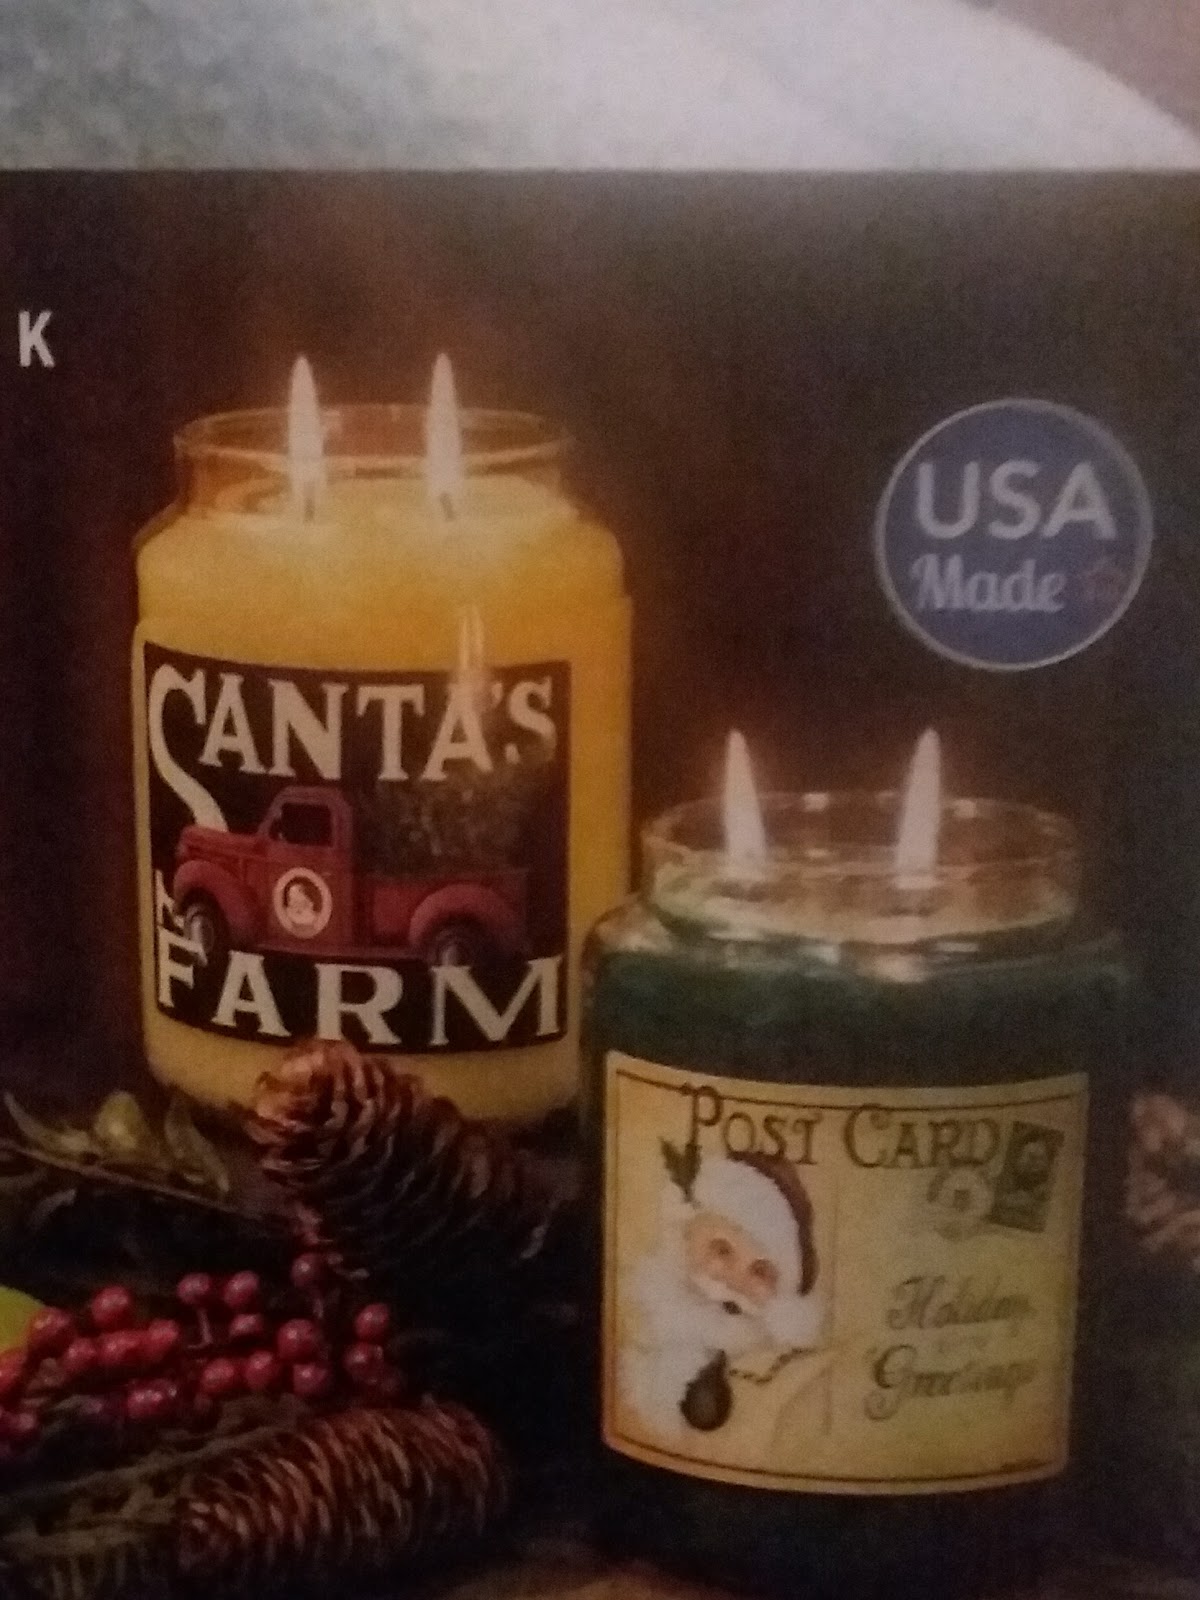 K
USA
Made
SANTA'S
FARM
POST CARD
Holiday
Greetings